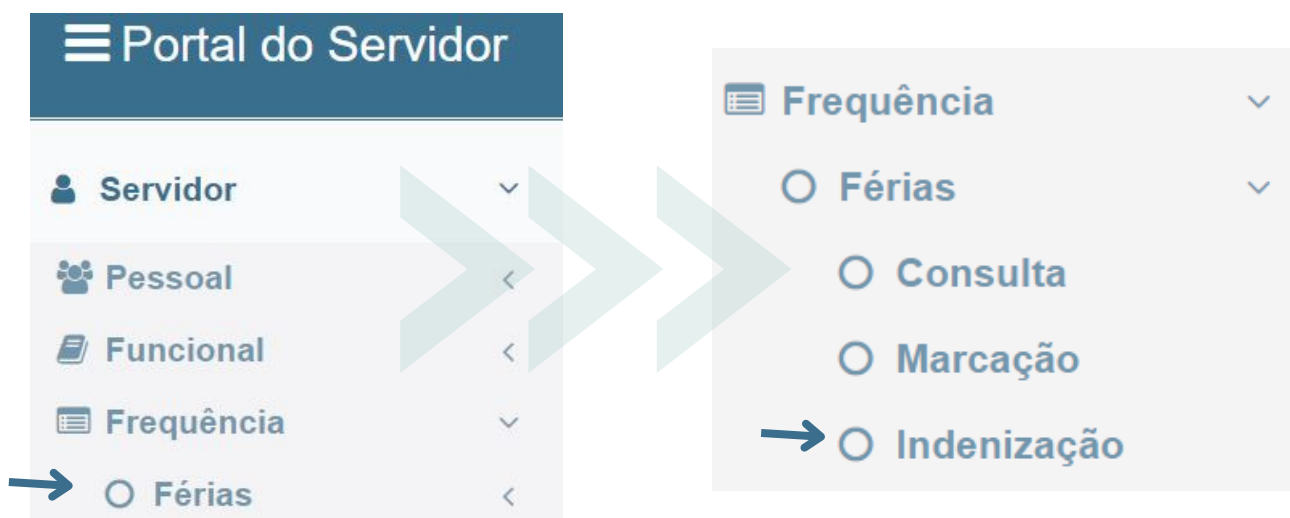 Portal do Servidor
Servidor
Pessoal
Funcional
Frequência
Férias
Frequência
Férias
Consulta
Marcação
Indenização